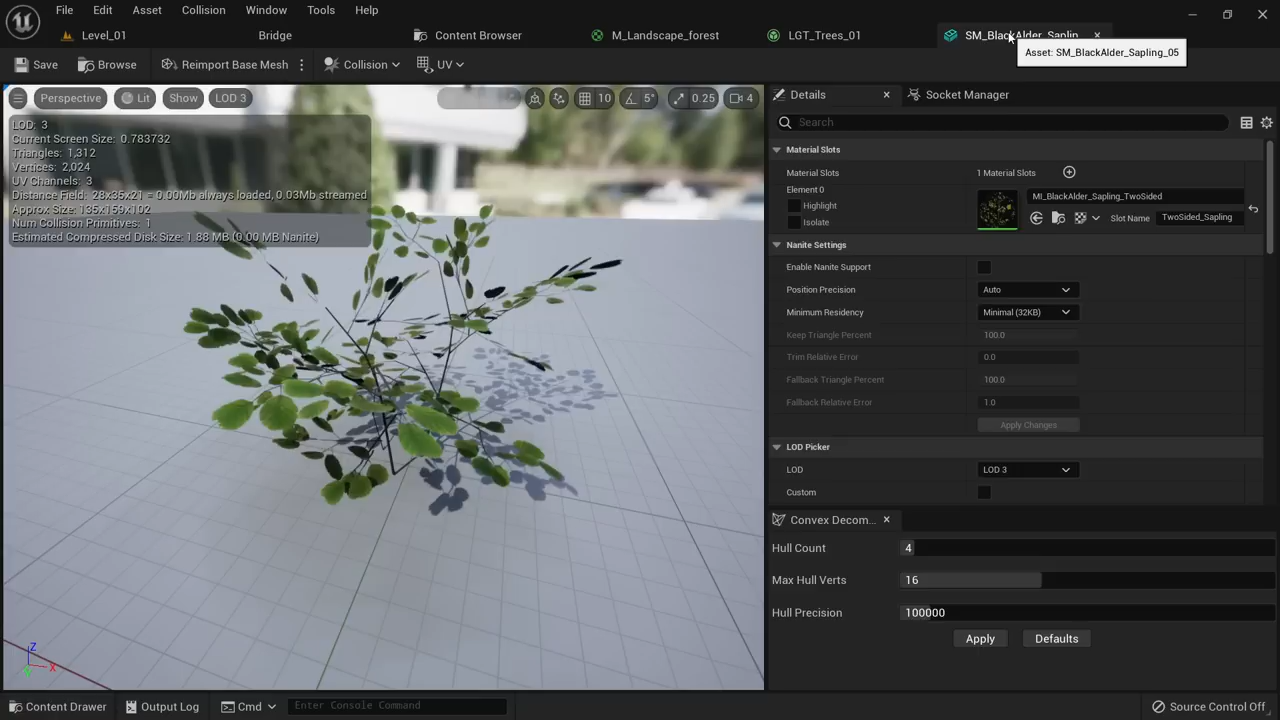 File Edit Asset Collision Window Tools Help
Level_01 Bridge Content Browser M_Landscape_forest LGT_Trees_01 SM_BlackAlder_Saplin
Asset: SM_BlackAlder_Sapling_05
Save Browse Reimport Base Mesh Collision UV
Perspective Lit Show LOD 3 10 5° 0.25 4
LOD: 3
Current Screen Size: 0.783732
Triangles: 1,312
Vertices: 2,024
UV Channels: 3
Distance Field: 28x35x21 = 0.00Mb always loaded, 0.03Mb streamed
Approx Size: 135x159x102
Num Collision Primitives: 1
Estimated Compressed Disk Size: 1.88 MB (0.00 MB Nanite)
Z
X
Y
Details Socket Manager
Search
Material Slots
Material Slots 1 Material Slots
Element 0
MI_BlackAlder_Sapling_TwoSided
Highlight
Isolate
Slot Name TwoSided_Sapling
Nanite Settings
Enable Nanite Support
Position Precision Auto
Minimum Residency Minimal (32KB)
Keep Triangle Percent 100.0
Trim Relative Error 0.0
Fallback Triangle Percent 100.0
Fallback Relative Error 1.0
Apply Changes
LOD Picker
LOD LOD 3
Custom
Convex Decom...
Hull Count 4
Max Hull Verts 16
Hull Precision 100000
Apply Defaults
Content Drawer Output Log Cmd Enter Console Command Source Control Off